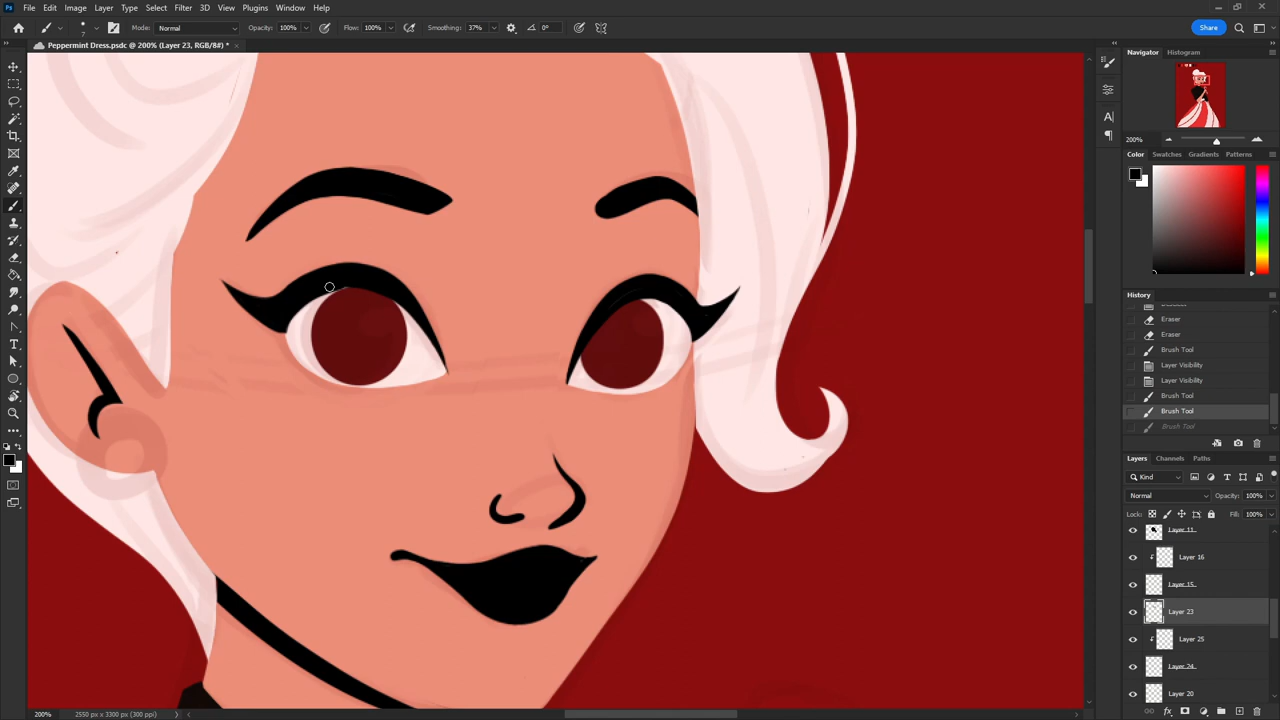 Ps File Edit Image Layer Type Select Filter 3D View Plugins Window Help
7 Mode: Normal Opacity: 100% Flow: 100% Smoothing: 37% 0° Share
Peppermint Dress.psdc @ 200% (Layer 23, RGB/8#) * ×
Navigator Histogram
200%
Color Swatches Gradients Patterns
History
Eraser
Eraser
Brush Tool
Layer Visibility
Layer Visibility
Brush Tool
Brush Tool
Brush Tool
Layers Channels Paths
Kind
Normal Opacity: 100%
Lock: Fill: 100%
Layer 11
Layer 16
Layer 15
Layer 23
Layer 25
Layer 24
Layer 20
200% 2550 px x 3300 px (300 ppi)